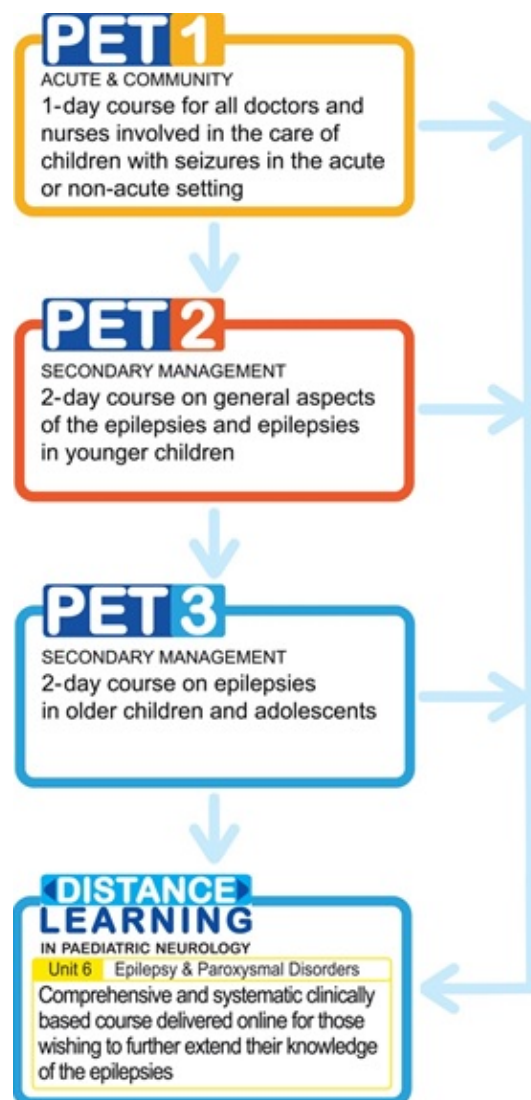 PET 1
ACUTE & COMMUNITY
1-day course for all doctors and
nurses involved in the care of
children with seizures in the acute
or non-acute setting
PET 2
SECONDARY MANAGEMENT
2-day course on general aspects
of the epilepsies and epilepsies
in younger children
PET 3
SECONDARY MANAGEMENT
2-day course on epilepsies
in older children and adolescents
DISTANCE
LEARNING
IN PAEDIATRIC NEUROLOGY
Unit 6 Epilepsy & Paroxysmal Disorders
Comprehensive and systematic clinically
based course delivered online for those
wishing to further extend their knowledge
of the epilepsies